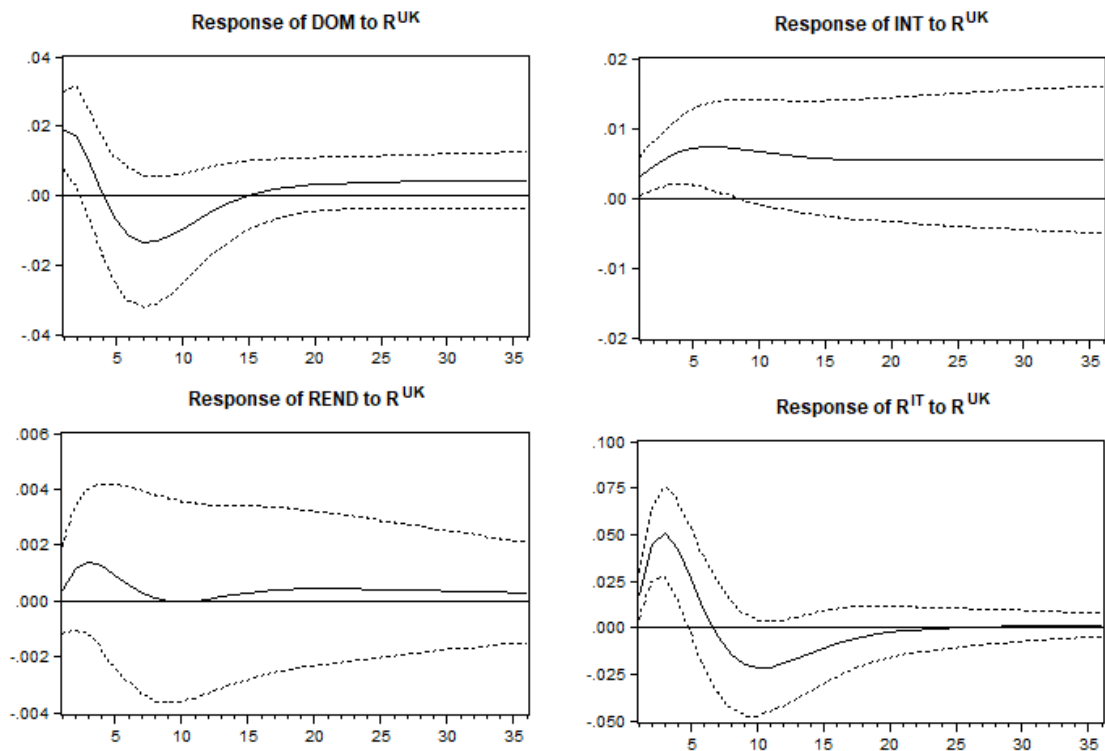 Response of DOM to R^UK
.04
.02
.00
-.02
-.04
5 10 15 20 25 30 35
Response of INT to R^UK
.02
.01
.00
-.01
-.02
5 10 15 20 25 30 35
Response of REND to R^UK
.006
.004
.002
.000
-.002
-.004
5 10 15 20 25 30 35
Response of R^IT to R^UK
.100
.075
.050
.025
.000
-.025
-.050
5 10 15 20 25 30 35